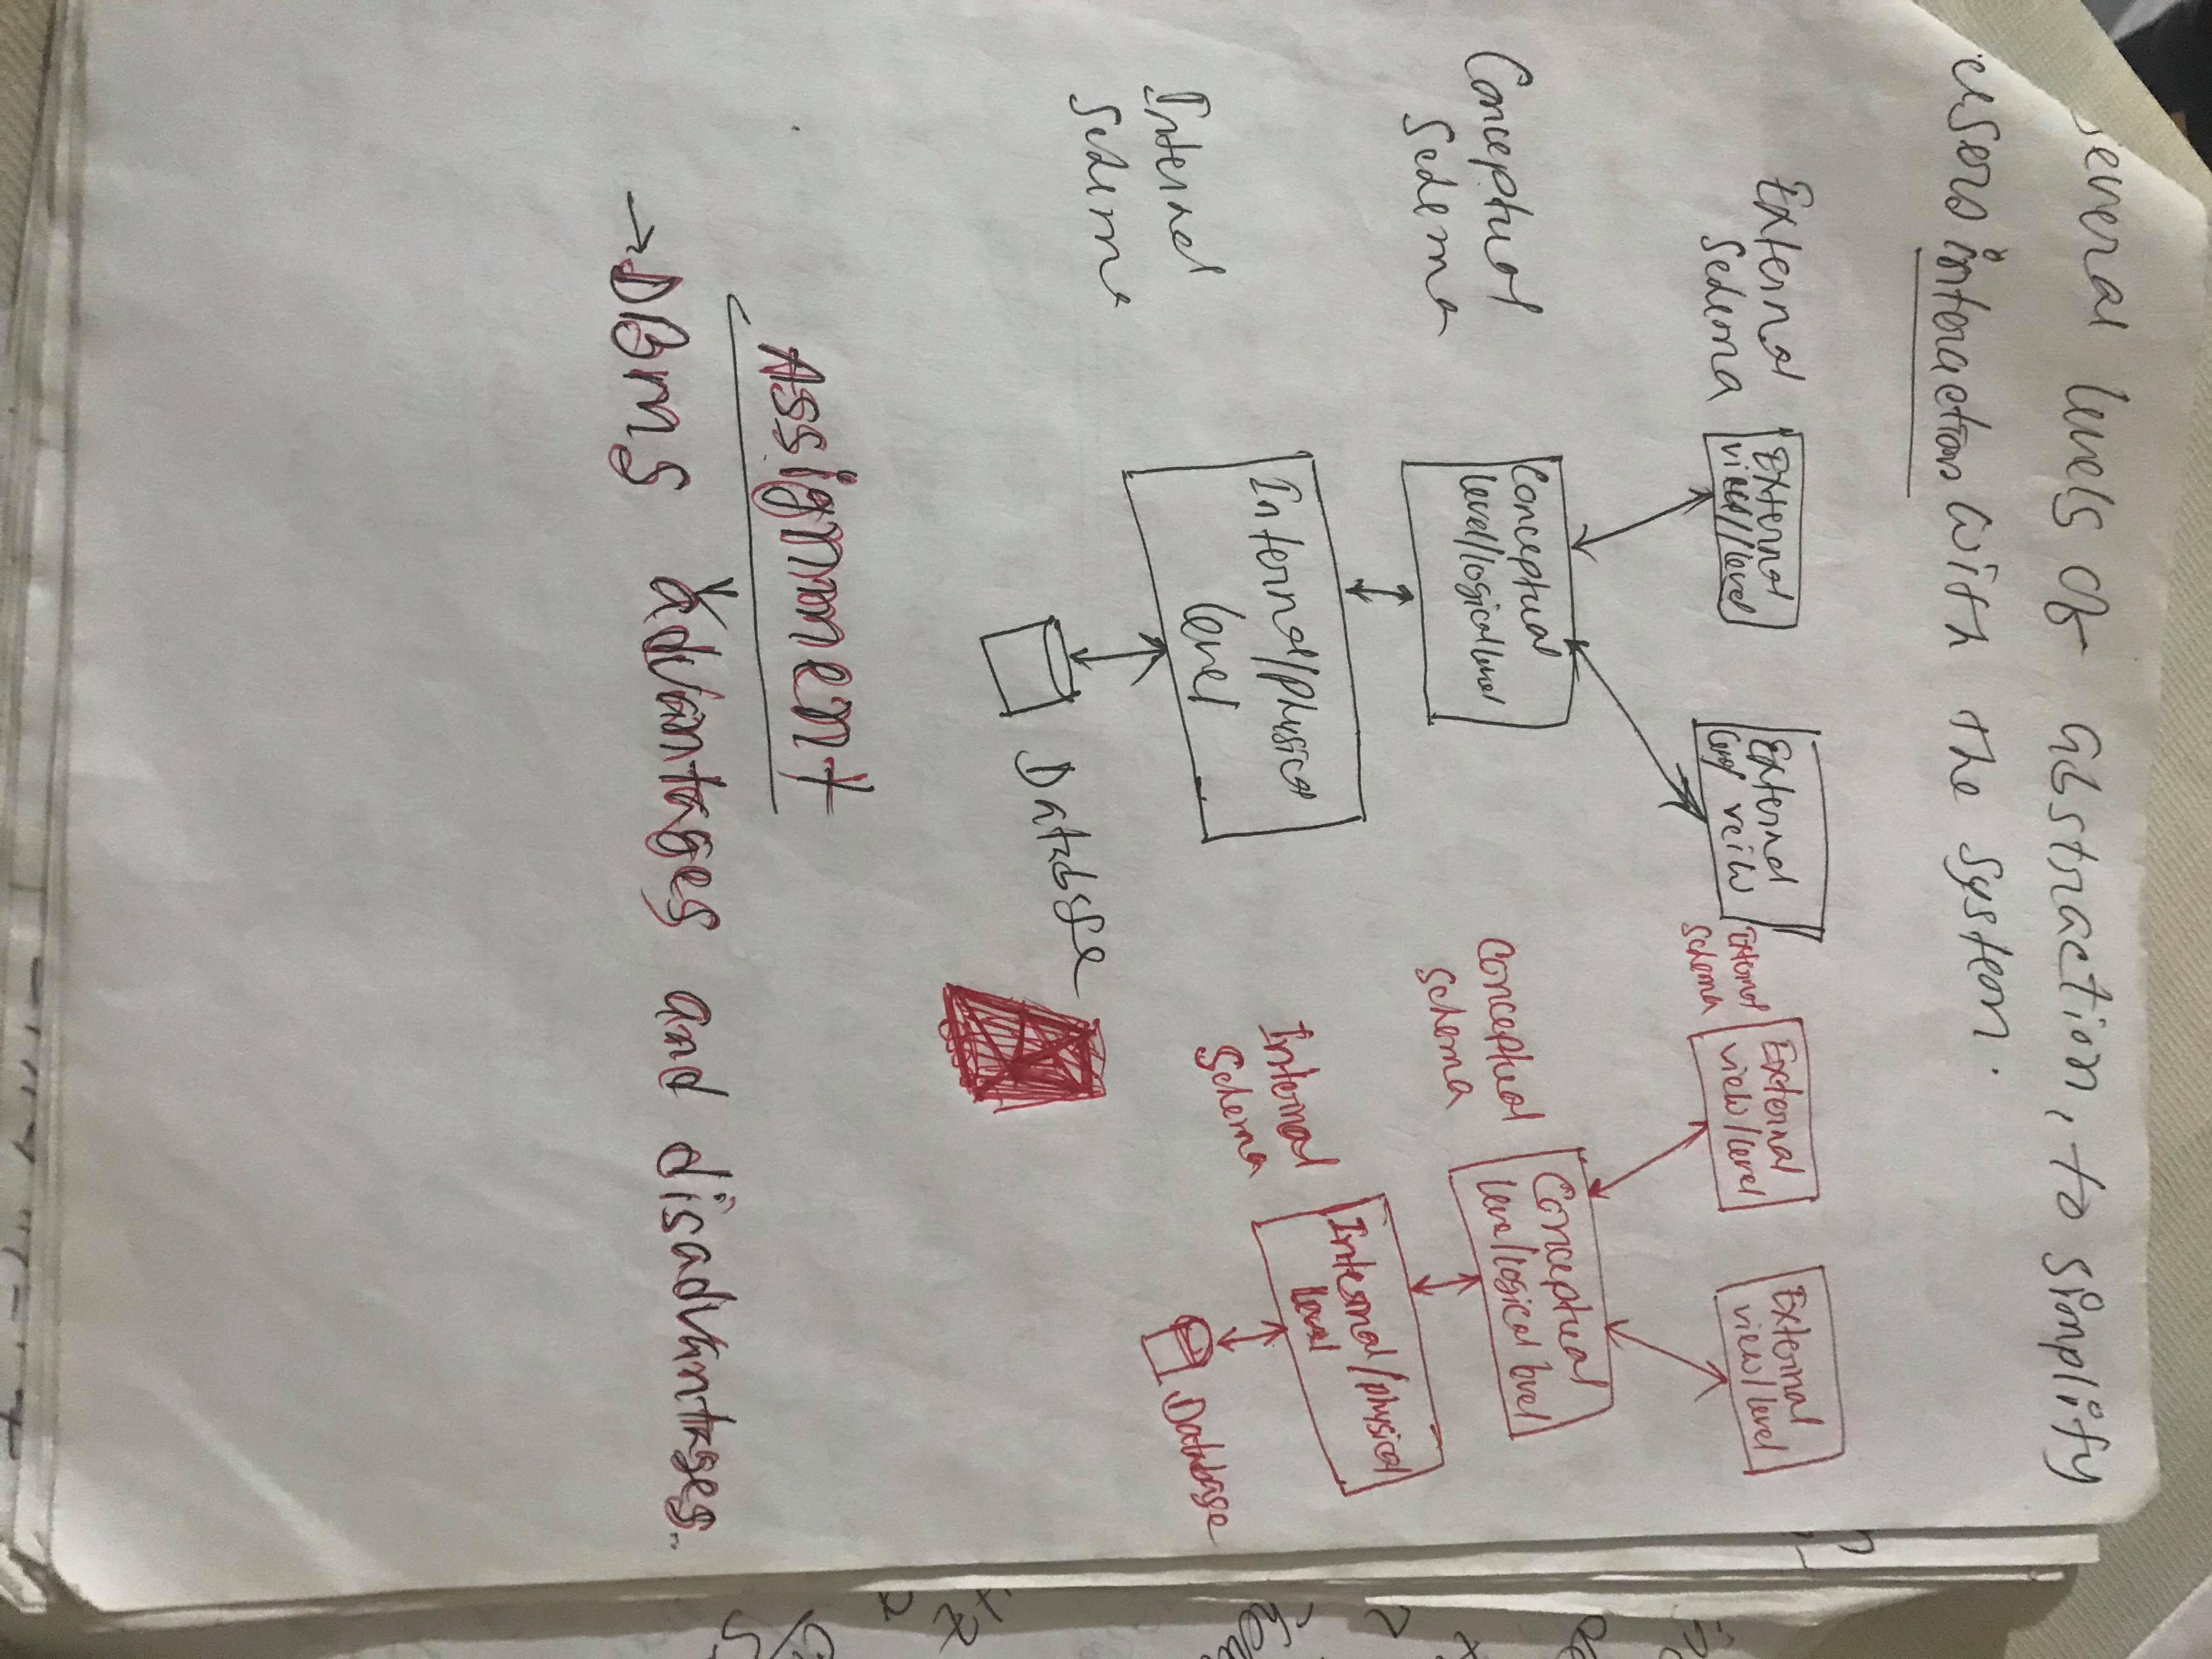 several levels of abstraction, to simplify
users interaction with the system.
External
Schema
External
view/level
External
level veiw
Conceptual
Schema
Conceptual
level/logical level
Internal
Schema
Internal/physical
level
Database
External
Schema
External
view/level
External
view/level
Conceptual
Schema
Conceptual
level/logical level
Internal
Schema
Internal/physical
level
Database
Assignment
→DBMS advantages and disadvantages.